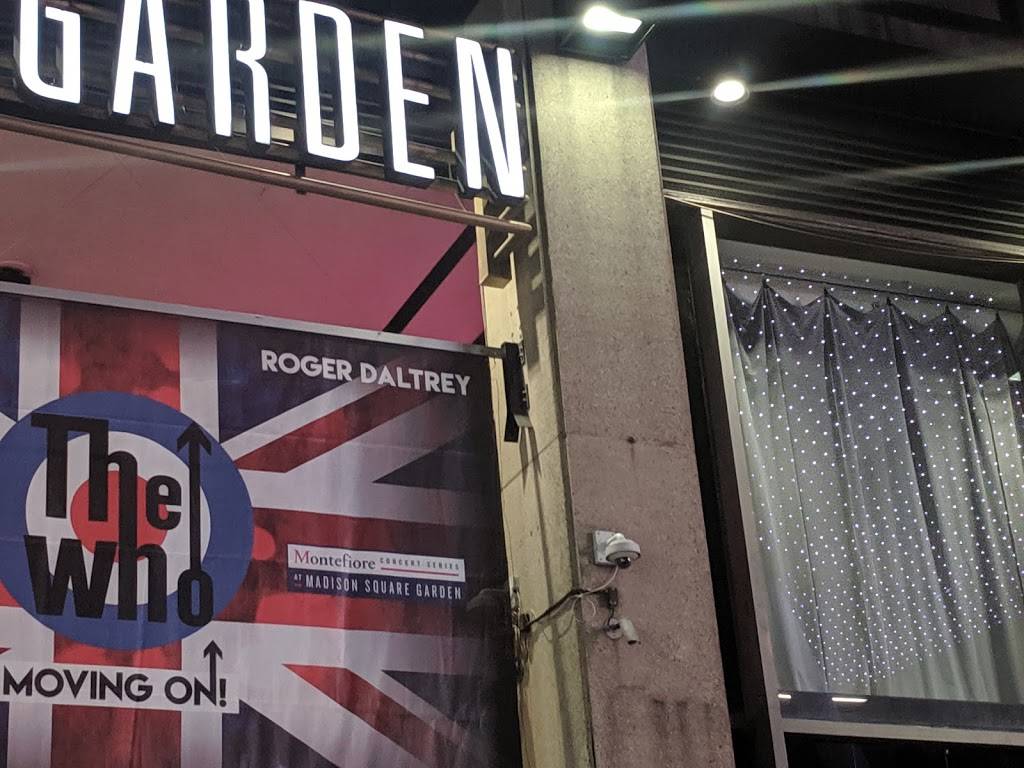 GARDEN
ROGER DALTREY
The
Who
Montefiore CONCERT SERIES
AT MADISON SQUARE GARDEN
MOVING ON!